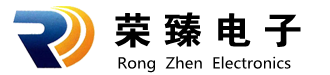 荣臻电子
Rong Zhen Electronics